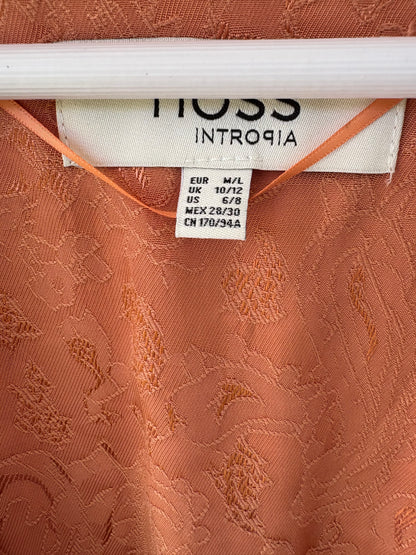 HOSS
INTROPIA
EUR M/L
UK 10/12
US 6/8
MEX 28/30
CN 170/94A